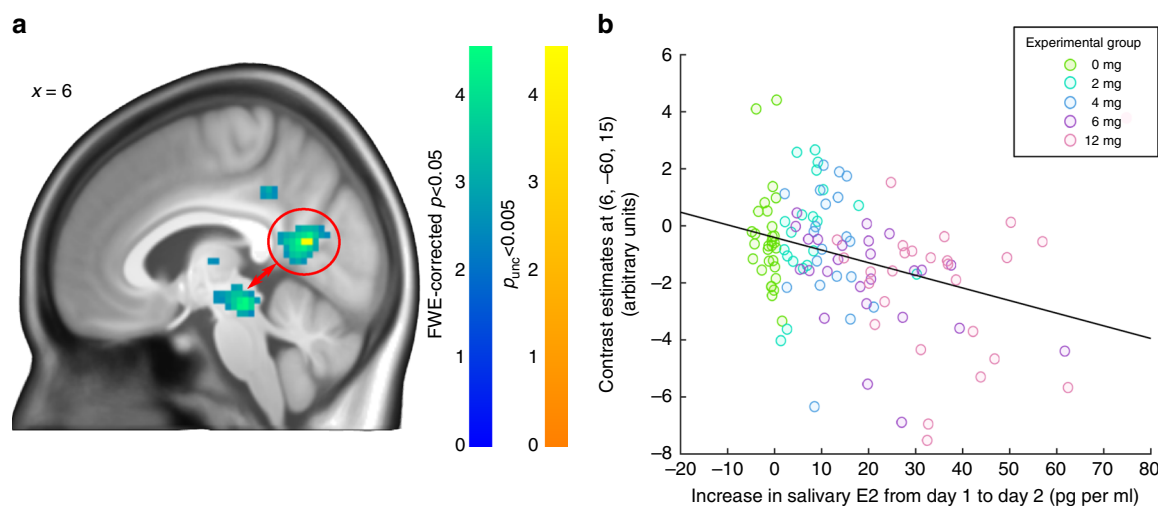 a
x = 6
FWE-corrected p<0.05
4
3
2
1
0
punc<0.005
4
3
2
1
0
b
Contrast estimates at (6, –60, 15)
(arbitrary units)
6
4
2
0
–2
–4
–6
–8
–20
–10
0
10
20
30
40
50
60
70
80
Increase in salivary E2 from day 1 to day 2 (pg per ml)
Experimental group
0 mg
2 mg
4 mg
6 mg
12 mg